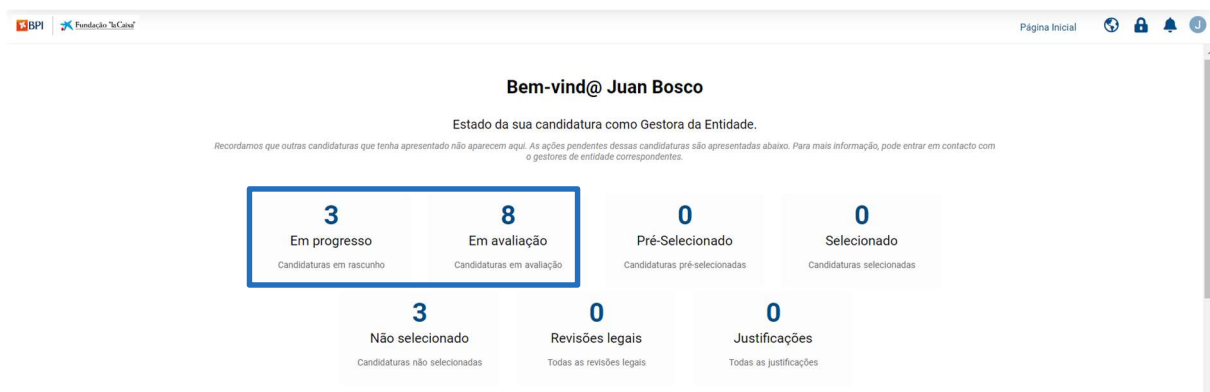 BPI Fundação "la Caixa" Página Inicial J
Bem-vind@ Juan Bosco
Estado da sua candidatura como Gestora da Entidade.
Recordamos que outras candidaturas que tenha apresentado não aparecem aqui. As ações pendentes dessas candidaturas são apresentadas abaixo. Para mais informação, pode entrar em contacto com
o gestores de entidade correspondentes.
3 8 0 0
Em progresso Em avaliação Pré-Selecionado Selecionado
Candidaturas em rascunho Candidaturas em avaliação Candidaturas pré-selecionadas Candidaturas selecionadas
3 0 0
Não selecionado Revisões legais Justificações
Candidaturas não selecionadas Todas as revisões legais Todas as justificações